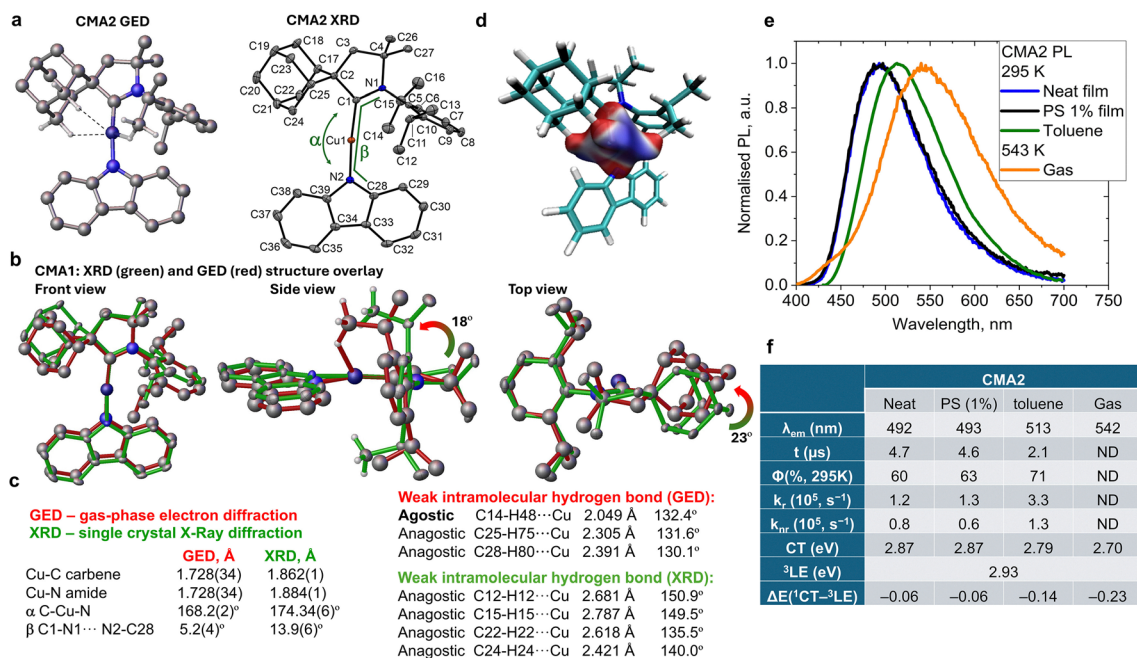 a
CMA2 GED
CMA2 XRD
C19
C18
C17
C23
C20
C22
C21
C25
C24
C3
C2
C1
C4
C26
C27
N1
C16
C15
C5
C6
C13
C7
C8
C9
C10
C11
C14
C12
Cu1
α
β
N2
C28
C29
C30
C31
C32
C33
C34
C35
C36
C37
C38
C39
b
CMA1: XRD (green) and GED (red) structure overlay
Front view
Side view
Top view
18°
23°
c
GED – gas-phase electron diffraction
XRD – single crystal X-Ray diffraction
GED, Å XRD, Å
Cu-C carbene 1.728(34) 1.862(1)
Cu-N amide 1.728(34) 1.884(1)
α C-Cu-N 168.2(2)° 174.34(6)°
β C1-N1··· N2-C28 5.2(4)° 13.9(6)°
Weak intramolecular hydrogen bond (GED):
Agostic C14-H48···Cu 2.049 Å 132.4°
Anagostic C25-H75···Cu 2.305 Å 131.6°
Anagostic C28-H80···Cu 2.391 Å 130.1°
Weak intramolecular hydrogen bond (XRD):
Anagostic C12-H12···Cu 2.681 Å 150.9°
Anagostic C15-H15···Cu 2.787 Å 149.5°
Anagostic C22-H22···Cu 2.618 Å 135.5°
Anagostic C24-H24···Cu 2.421 Å 140.0°
d
e
Normalised PL, a.u.
1.0
0.8
0.6
0.4
0.2
0.0
400 450 500 550 600 650 700 750
Wavelength, nm
CMA2 PL
295 K
Neat film
PS 1% film
Toluene
543 K
Gas
f
CMA2
Neat PS (1%) toluene Gas
λem (nm) 492 493 513 542
t (μs) 4.7 4.6 2.1 ND
Φ(%, 295K) 60 63 71 ND
kr (10⁵, s⁻¹) 1.2 1.3 3.3 ND
knr (10⁵, s⁻¹) 0.8 0.6 1.3 ND
CT (eV) 2.87 2.87 2.79 2.70
³LE (eV) 2.93
ΔE(¹CT–³LE) –0.06 –0.06 –0.14 –0.23